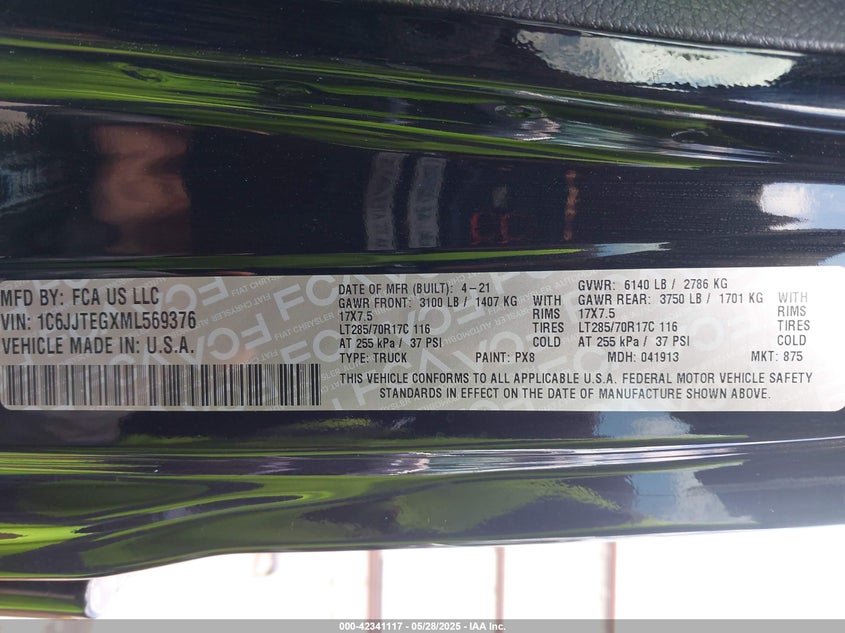 MFD BY: FCA US LLC
VIN: 1C6JJTEGXML569376
VEHICLE MADE IN: U.S.A.
DATE OF MFR (BUILT): 4-21
GAWR FRONT: 3100 LB / 1407 KG WITH
17X7.5 RIMS
LT285/70R17C 116 TIRES
AT 255 kPa / 37 PSI COLD
TYPE: TRUCK PAINT: PX8
GVWR: 6140 LB / 2786 KG
GAWR REAR: 3750 LB / 1701 KG WITH
17X7.5 RIMS
LT285/70R17C 116 TIRES
AT 255 kPa / 37 PSI COLD
MDH: 041913 MKT: 875
THIS VEHICLE CONFORMS TO ALL APPLICABLE U.S.A. FEDERAL MOTOR VEHICLE SAFETY
STANDARDS IN EFFECT ON THE DATE OF MANUFACTURE SHOWN ABOVE.
000-42341117 | 05/28/2025 - IAA Inc.